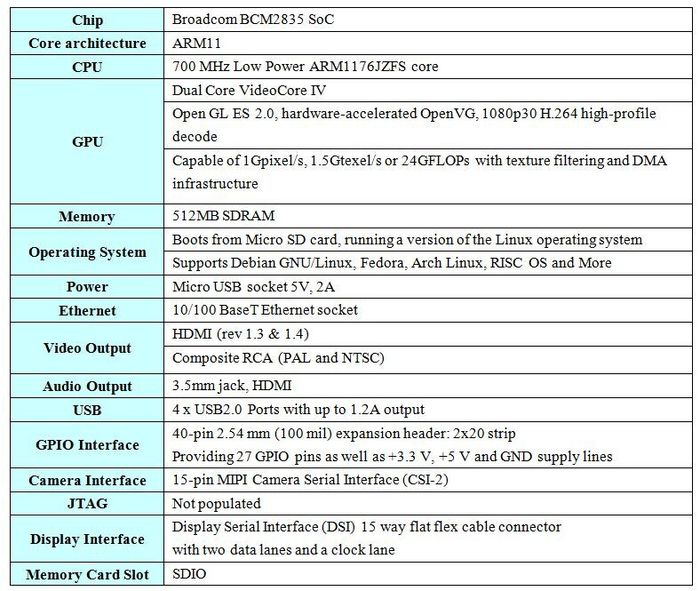 Chip
Broadcom BCM2835 SoC
Core architecture
ARM11
CPU
700 MHz Low Power ARM1176JZFS core
GPU
Dual Core VideoCore IV
Open GL ES 2.0, hardware-accelerated OpenVG, 1080p30 H.264 high-profile
decode
Capable of 1Gpixel/s, 1.5Gtexel/s or 24GFLOPs with texture filtering and DMA
infrastructure
Memory
512MB SDRAM
Operating System
Boots from Micro SD card, running a version of the Linux operating system
Supports Debian GNU/Linux, Fedora, Arch Linux, RISC OS and More
Power
Micro USB socket 5V, 2A
Ethernet
10/100 BaseT Ethernet socket
Video Output
HDMI (rev 1.3 & 1.4)
Composite RCA (PAL and NTSC)
Audio Output
3.5mm jack, HDMI
USB
4 x USB2.0 Ports with up to 1.2A output
GPIO Interface
40-pin 2.54 mm (100 mil) expansion header: 2x20 strip
Providing 27 GPIO pins as well as +3.3 V, +5 V and GND supply lines
Camera Interface
15-pin MIPI Camera Serial Interface (CSI-2)
JTAG
Not populated
Display Interface
Display Serial Interface (DSI) 15 way flat flex cable connector
with two data lanes and a clock lane
Memory Card Slot
SDIO